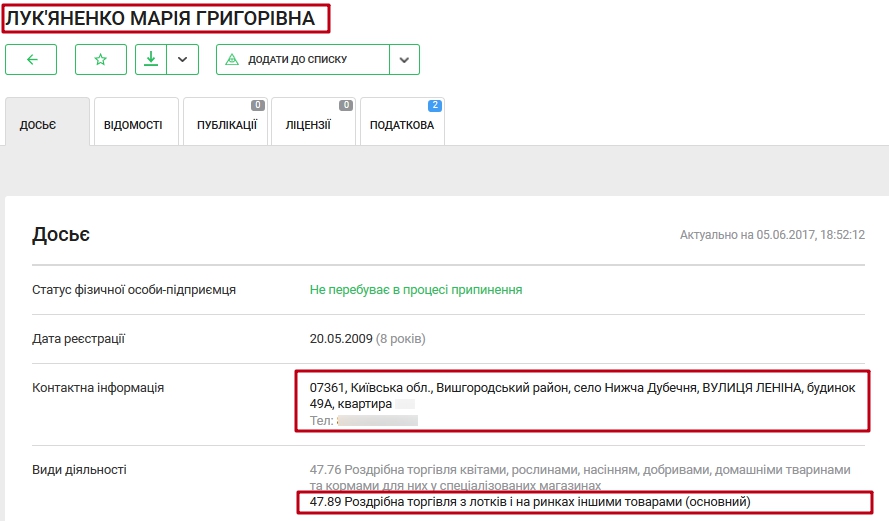 ЛУК'ЯНЕНКО МАРІЯ ГРИГОРІВНА
ДОДАТИ ДО СПИСКУ
ДОСЬЄ
ВІДОМОСТІ
ПУБЛІКАЦІЇ 0
ЛІЦЕНЗІЇ 0
ПОДАТКОВА 2
Досьє
Актуально на 05.06.2017, 18:52:12
Статус фізичної особи-підприємця
Не перебуває в процесі припинення
Дата реєстрації
20.05.2009 (8 років)
Контактна інформація
07361, Київська обл., Вишгородський район, село Нижча Дубечня, ВУЛИЦЯ ЛЕНІНА, будинок
49А, квартира
Тел:
Види діяльності
47.76 Роздрібна торгівля квітами, рослинами, насінням, добривами, домашніми тваринами
та кормами для них у спеціалізованих магазинах
47.89 Роздрібна торгівля з лотків і на ринках іншими товарами (основний)